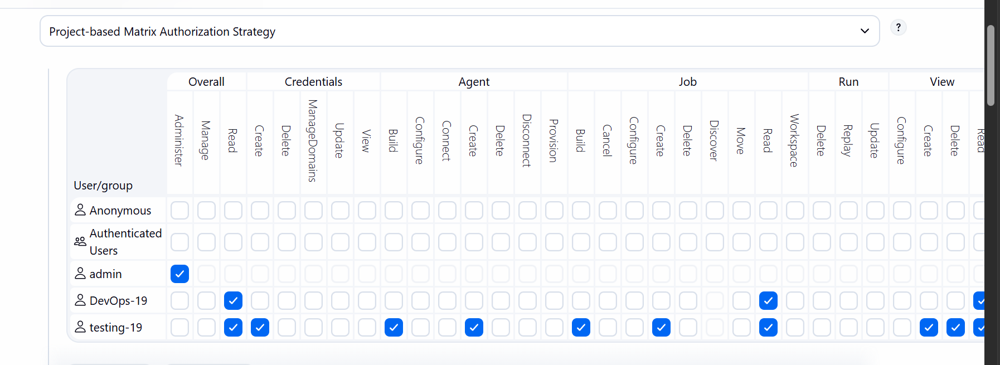 Project-based Matrix Authorization Strategy
?
Overall Credentials Agent Job Run View
Administer Manage Read Create Delete ManageDomains Update View Build Configure Connect Create Delete Disconnect Provision Build Cancel Configure Create Delete Discover Move Read Workspace Delete Replay Update Configure Create Delete Read
User/group
Anonymous
Authenticated
Users
admin
DevOps-19
testing-19